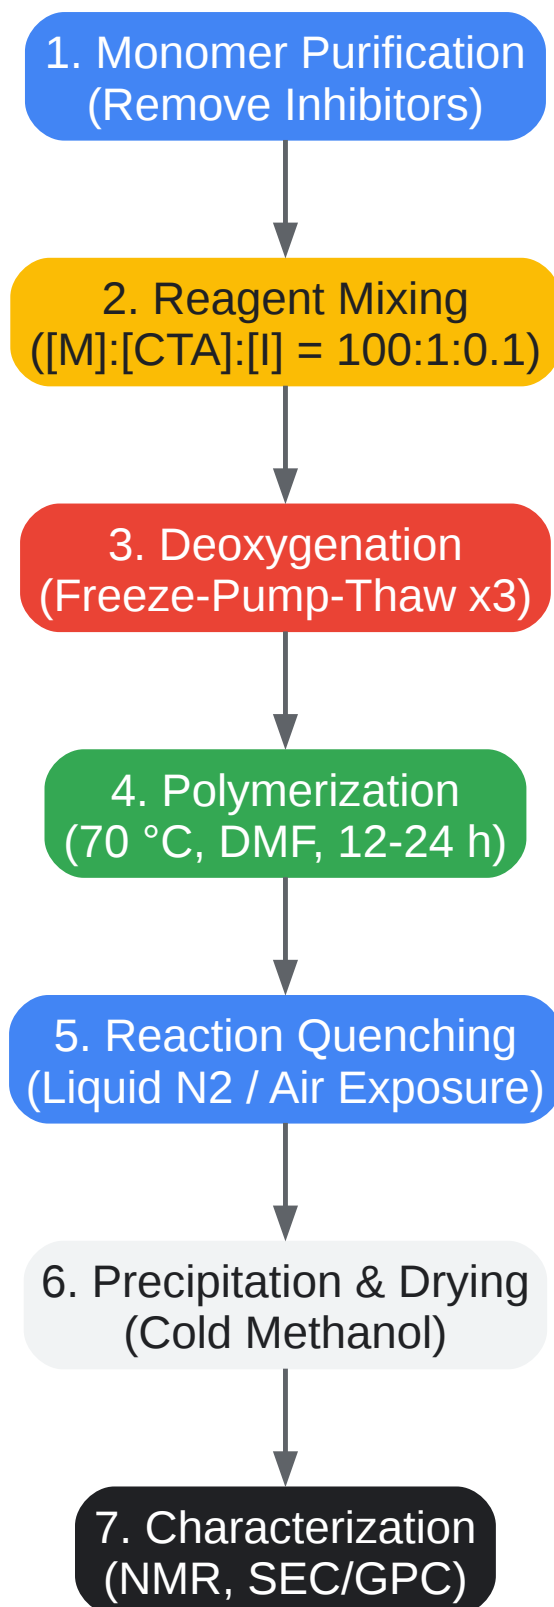 1. Monomer Purification
(Remove Inhibitors)
2. Reagent Mixing
([M]:[CTA]:[I] = 100:1:0.1)
3. Deoxygenation
(Freeze-Pump-Thaw x3)
4. Polymerization
(70 °C, DMF, 12-24 h)
5. Reaction Quenching
(Liquid N2 / Air Exposure)
6. Precipitation & Drying
(Cold Methanol)
7. Characterization
(NMR, SEC/GPC)